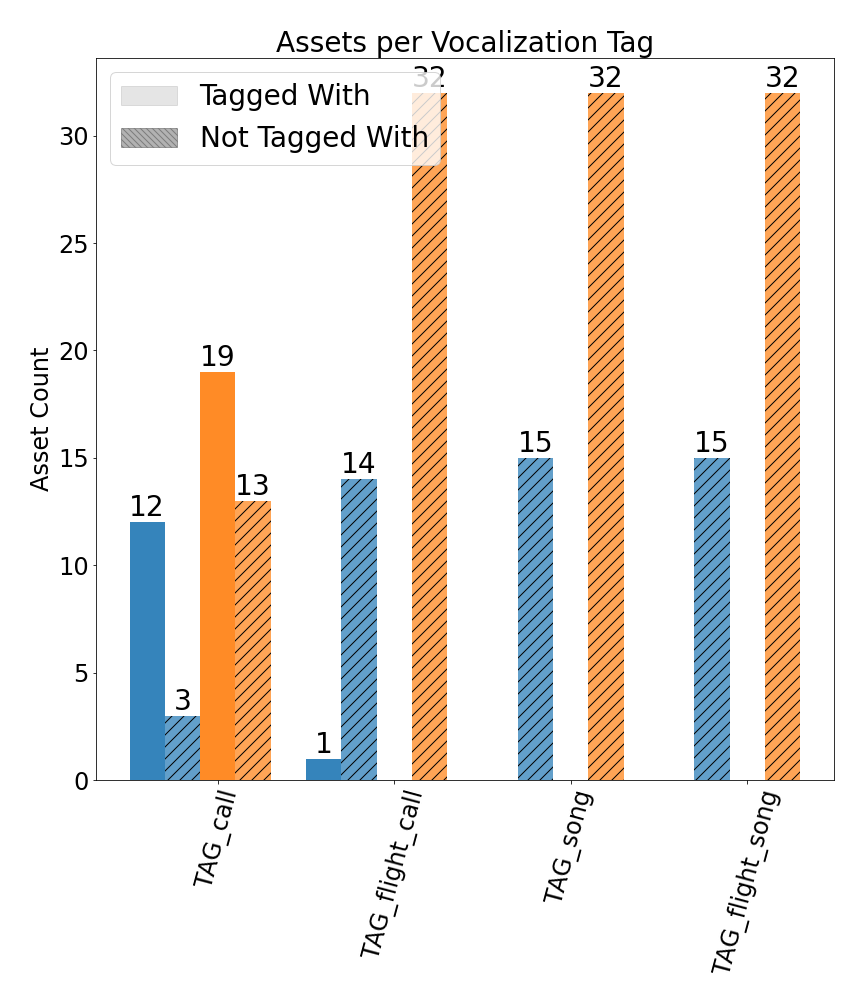 Assets per Vocalization Tag
Tagged With
Not Tagged With
32
32
32
30
25
20
15
10
5
0
Asset Count
12
3
19
13
1
14
15
15
TAG_call
TAG_flight_call
TAG_song
TAG_flight_song